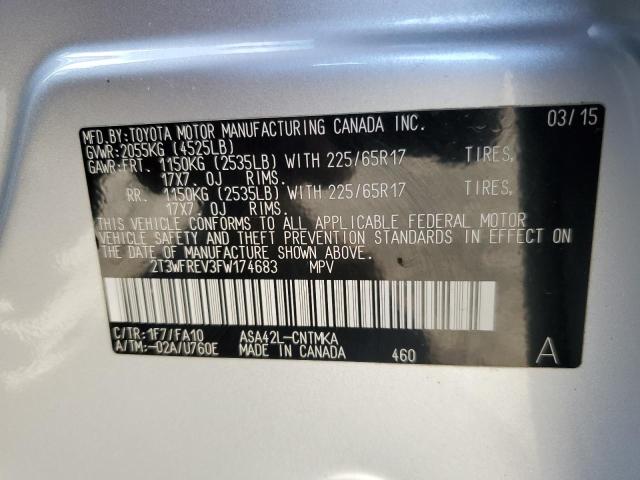 MFD.BY:TOYOTA MOTOR MANUFACTURING CANADA INC. 03/15
GVWR:2055KG (4525LB)
GAWR:FRT. 1150KG (2535LB) WITH 225/65R17 TIRES,
17X7.0J RIMS.
RR. 1150KG (2535LB) WITH 225/65R17 TIRES,
17X7.0J RIMS.
THIS VEHICLE CONFORMS TO ALL APPLICABLE FEDERAL MOTOR
VEHICLE SAFETY AND THEFT PREVENTION STANDARDS IN EFFECT ON
THE DATE OF MANUFACTURE SHOWN ABOVE.
2T3WFREV3FW174683 MPV
C/TR:1F7/FA10 ASA42L-CNTMKA
A/TM:-02A/U760E MADE IN CANADA 460 A